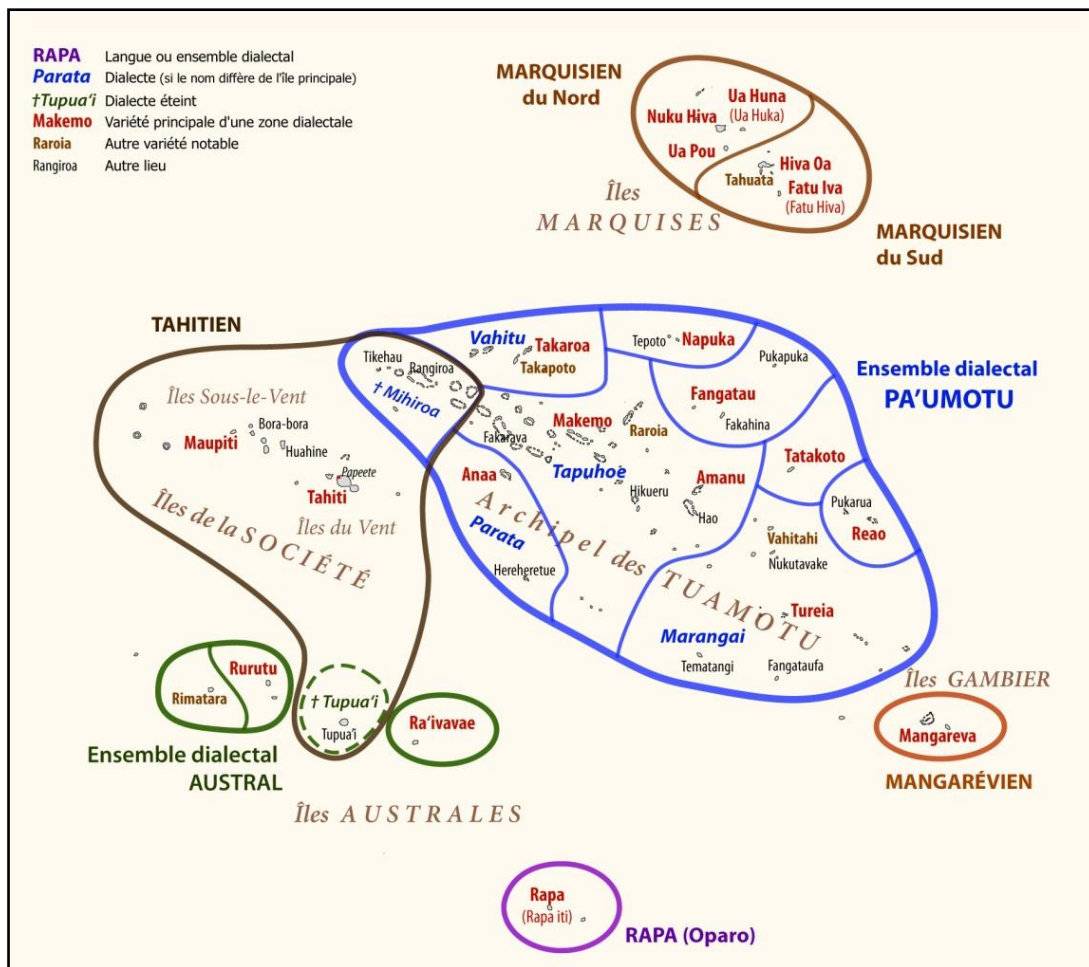 RAPA Langue ou ensemble dialectal
Parata Dialecte (si le nom diffère de l'île principale)
†Tupua'i Dialecte éteint
Makemo Variété principale d'une zone dialectale
Raroia Autre variété notable
Rangiroa Autre lieu
MARQUISIEN
du Nord
Ua Huna
(Ua Huka)
Nuku Hiva
Ua Pou
Hiva Oa
Tahuata
Fatu Iva
(Fatu Hiva)
Îles
MARQUISES
MARQUISIEN
du Sud
TAHITIEN
Vahitu
Takaroa
Takapoto
Tepoto
Napuka
Pukapuka
Tikehau
Rangiroa
† Mihiroa
Ensemble dialectal
PA'UMOTU
Fangatau
Fakahina
Îles Sous-le-Vent
Bora-bora
Maupiti
Huahine
Makemo
Raroia
Fakarava
Tapuhoe
Tatakoto
Anaa
Amanu
Papeete
Tahiti
Hikueru
Hao
Pukarua
Reao
Îles du Vent
Îles de la SOCIÉTÉ
Parata
Archipel des TUAMOTU
Vahitahi
Nukutavake
Hereheretue
Tureia
Marangai
Tematangi
Fangataufa
Rurutu
Rimatara
† Tupua'i
Tupua'i
Ra'ivavae
Îles GAMBIER
Mangareva
MANGARÉVIEN
Ensemble dialectal
AUSTRAL
Îles AUSTRALES
Rapa
(Rapa iti)
RAPA (Oparo)